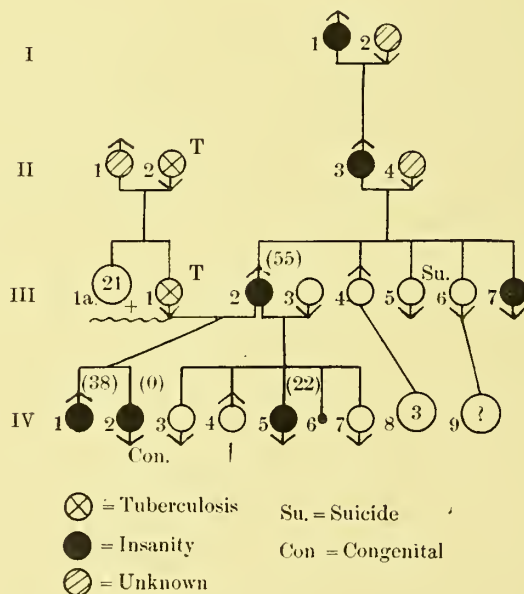 I 1 2
1 2 T 3 4
II
(55)
21 T Su.
III 1a. + 1 2 3 4 5 6 7
(38) (0) (22)
IV 1 2 3 4 5 6 7 8 3 9 ?
Con.
= Tuberculosis Su. = Suicide
= Insanity Con = Congenital
= Unknown